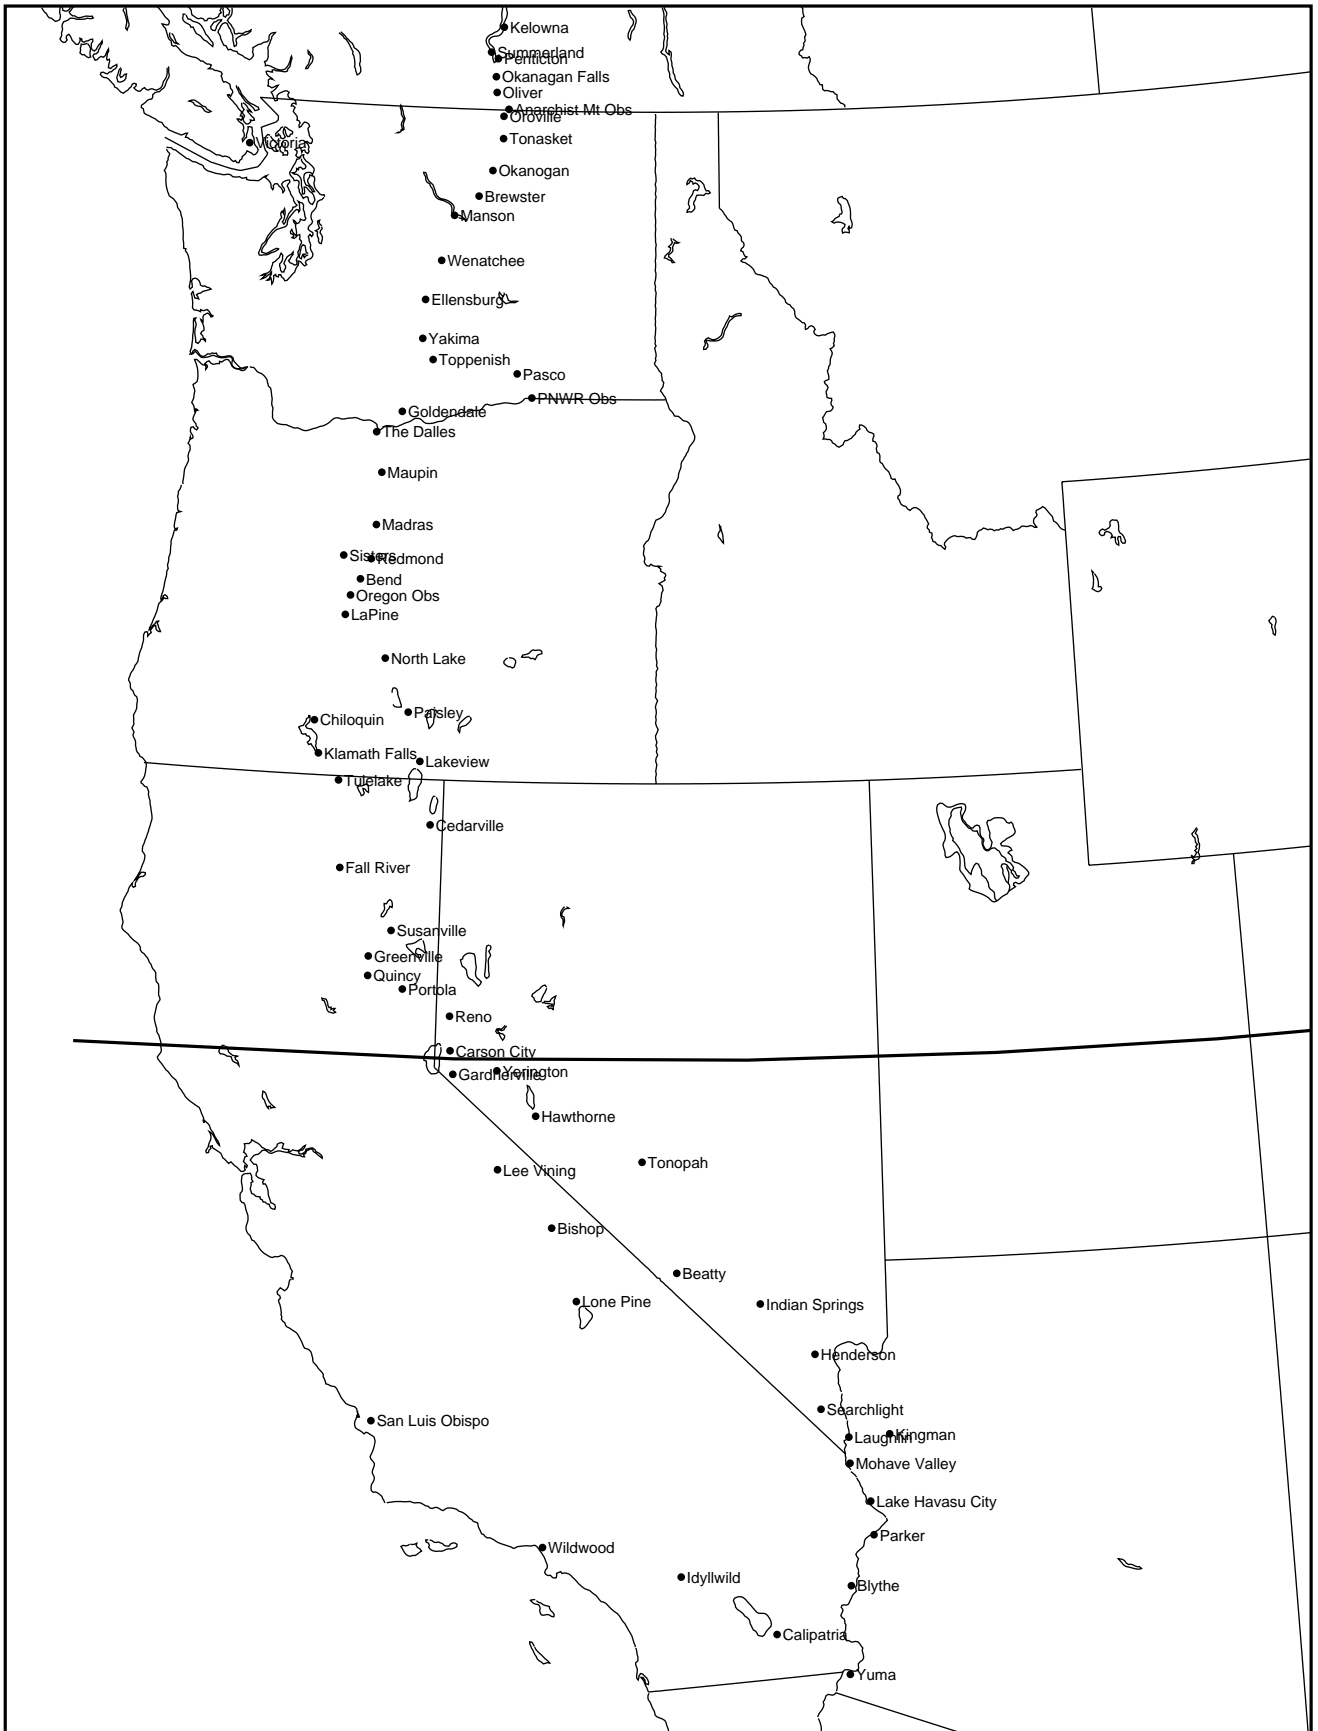 Kelowna
Summerland
Penticton
Okanagan Falls
Oliver
Anarchist Mt Obs
Oroville
Tonasket
Victoria
Okanogan
Brewster
Manson
Wenatchee
Ellensburg
Yakima
Toppenish
Pasco
PNWR Obs
Goldendale
The Dalles
Maupin
Madras
Sisters
Redmond
Bend
Oregon Obs
LaPine
North Lake
Paisley
Chiloquin
Klamath Falls
Lakeview
Tulelake
Cedarville
Fall River
Susanville
Greenville
Quincy
Portola
Reno
Carson City
Yerington
Gardnerville
Hawthorne
Tonopah
Lee Vining
Bishop
Beatty
Lone Pine
Indian Springs
Henderson
Searchlight
San Luis Obispo
Kingman
Laughlin
Mohave Valley
Lake Havasu City
Parker
Wildwood
Idyllwild
Blythe
Calipatria
Yuma